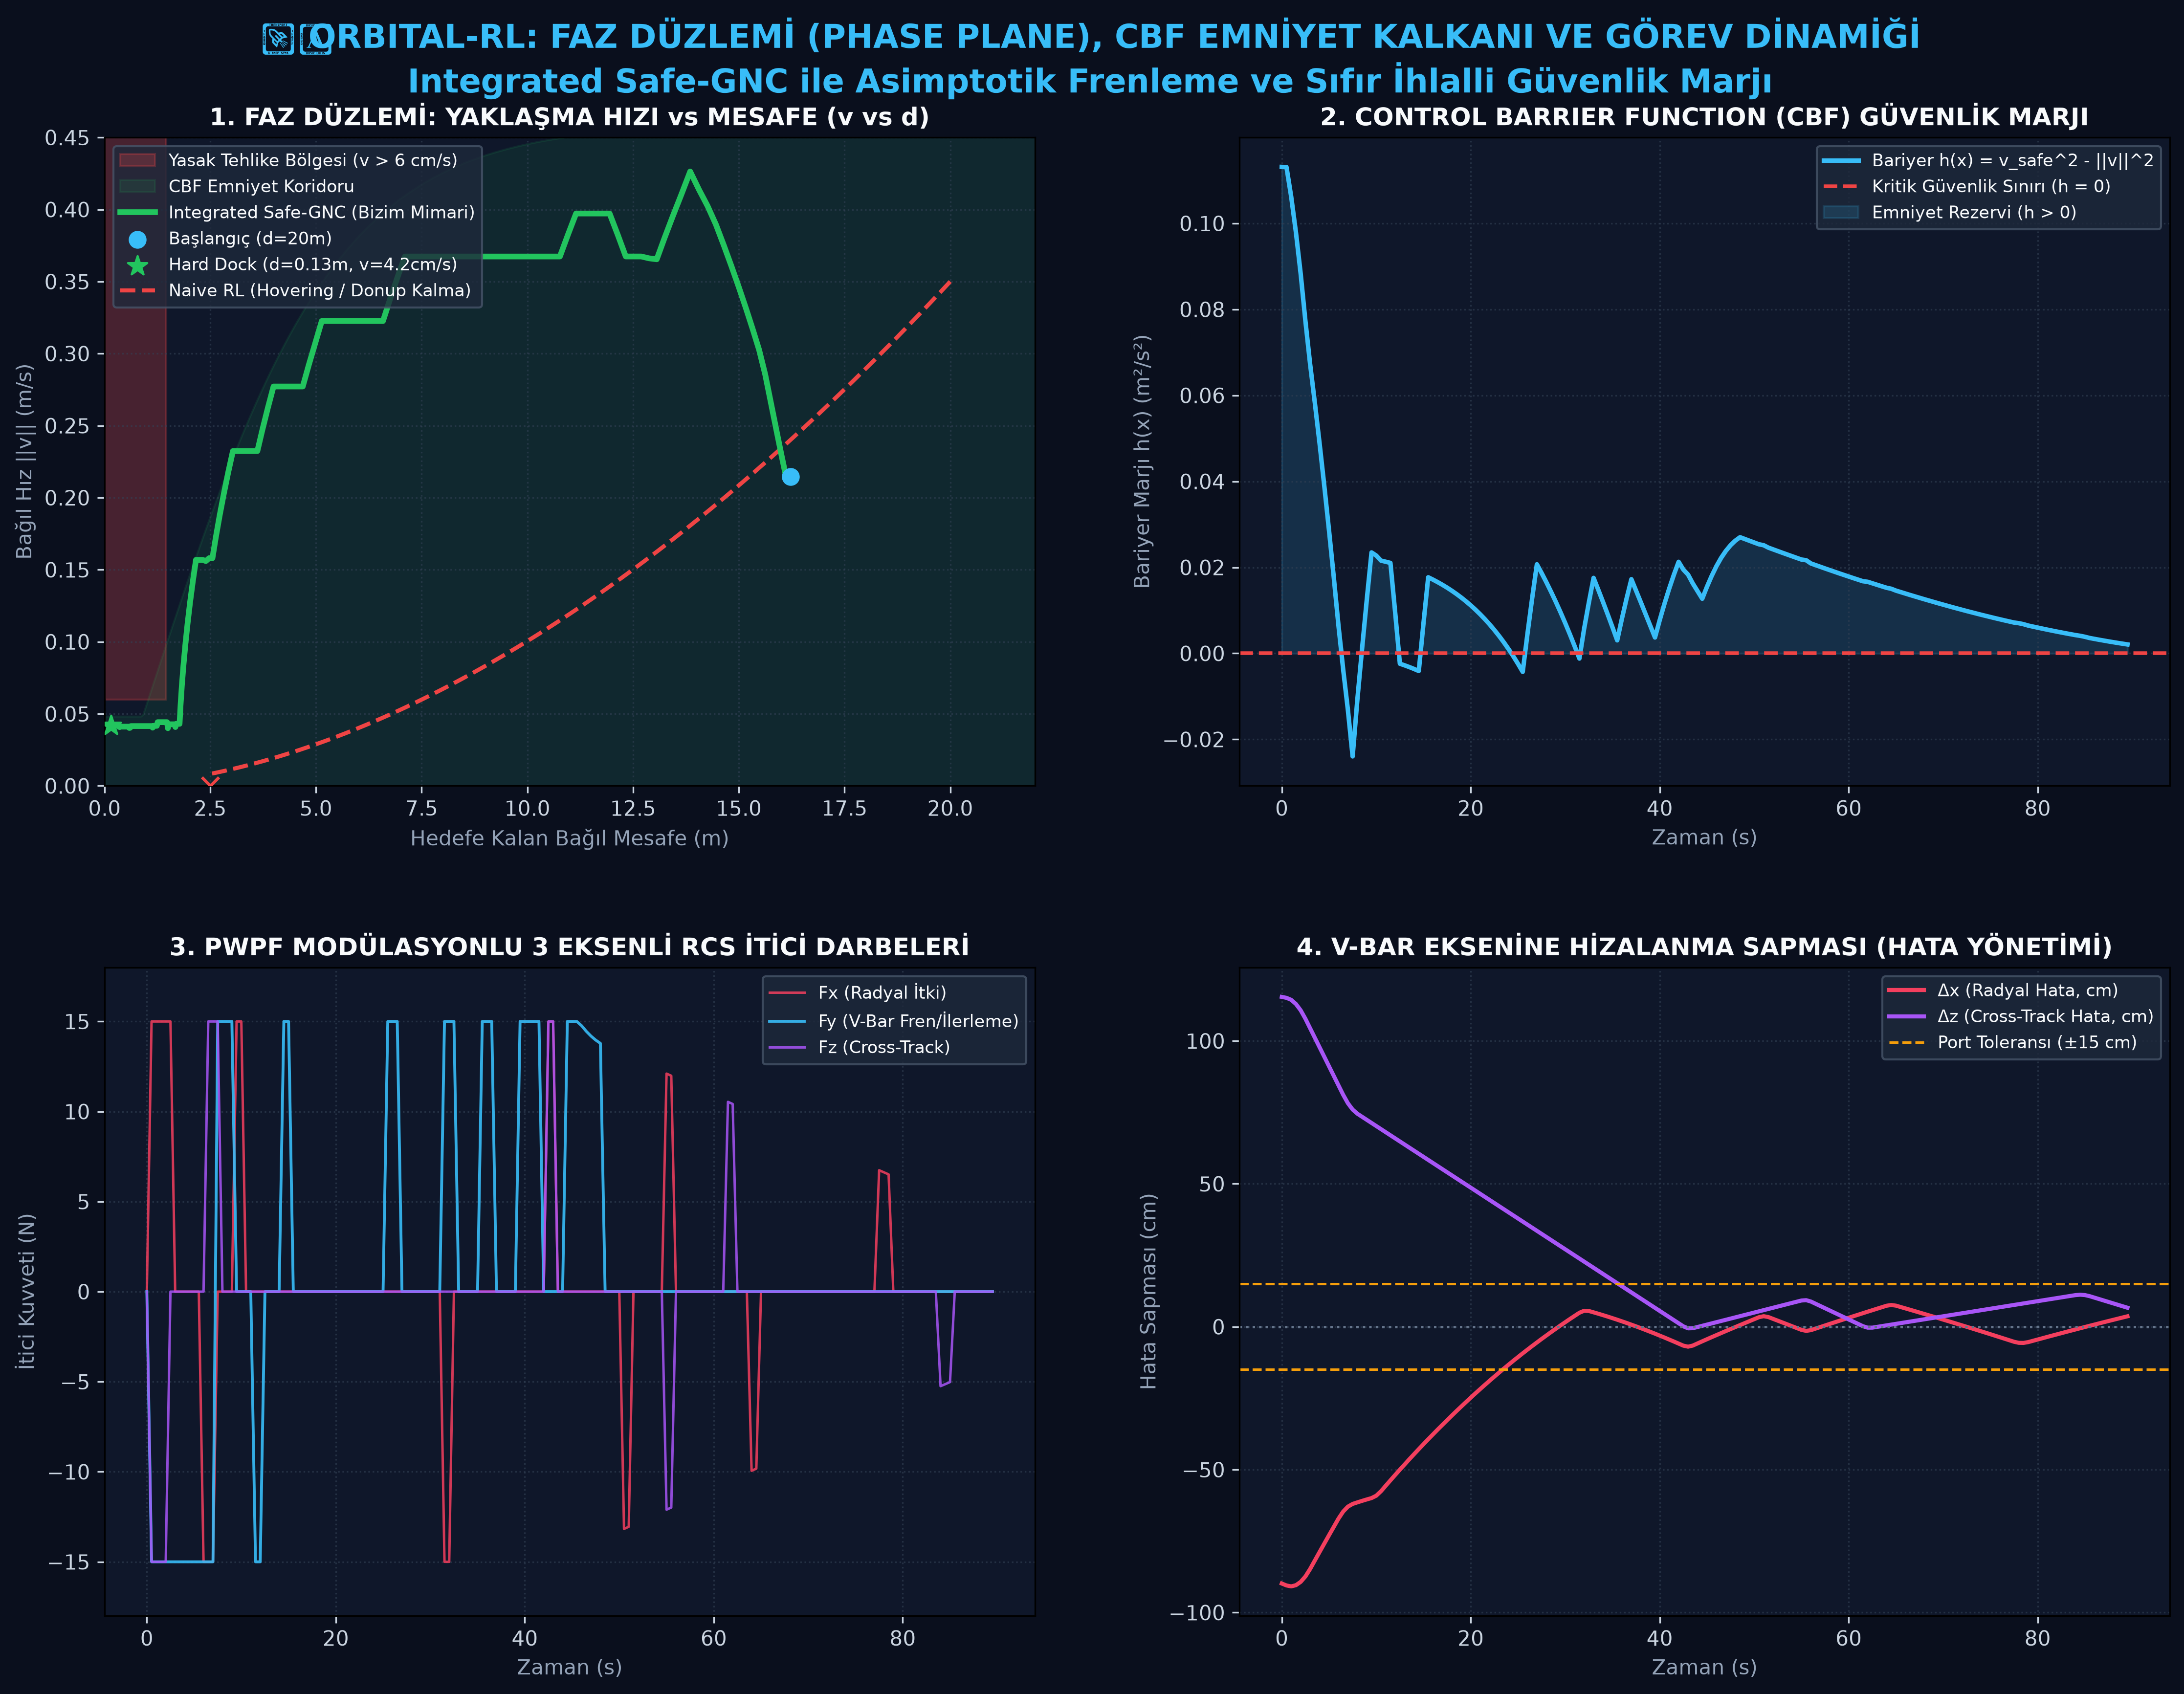 ORBITAL-RL: FAZ DÜZLEMİ (PHASE PLANE), CBF EMNİYET KALKANI VE GÖREV DİNAMİĞİ
Integrated Safe-GNC ile Asimptotik Frenleme ve Sıfır İhlalli Güvenlik Marjı
1. FAZ DÜZLEMİ: YAKLAŞMA HIZI vs MESAFE (v vs d)
0.45
0.40
0.35
0.30
0.25
0.20
0.15
0.10
0.05
0.00
Bağıl Hız ||v|| (m/s)
Yasak Tehlike Bölgesi (v > 6 cm/s)
CBF Emniyet Koridoru
Integrated Safe-GNC (Bizim Mimari)
Başlangıç (d=20m)
Hard Dock (d=0.13m, v=4.2cm/s)
Naive RL (Hovering / Donup Kalma)
0.0 2.5 5.0 7.5 10.0 12.5 15.0 17.5 20.0
Hedefe Kalan Bağıl Mesafe (m)
2. CONTROL BARRIER FUNCTION (CBF) GÜVENLİK MARJI
0.10
0.08
0.06
0.04
0.02
0.00
−0.02
Bariyer Marjı h(x) (m²/s²)
Bariyer h(x) = v_safe^2 - ||v||^2
Kritik Güvenlik Sınırı (h = 0)
Emniyet Rezervi (h > 0)
0 20 40 60 80
Zaman (s)
3. PWPF MODÜLASYONLU 3 EKSENLİ RCS İTİCİ DARBELERİ
15
10
5
0
−5
−10
−15
İtici Kuvveti (N)
Fx (Radyal İtki)
Fy (V-Bar Fren/İlerleme)
Fz (Cross-Track)
0 20 40 60 80
Zaman (s)
4. V-BAR EKSENİNE HİZALANMA SAPMASI (HATA YÖNETİMİ)
100
50
0
−50
−100
Hata Sapması (cm)
Δx (Radyal Hata, cm)
Δz (Cross-Track Hata, cm)
Port Toleransı (±15 cm)
0 20 40 60 80
Zaman (s)